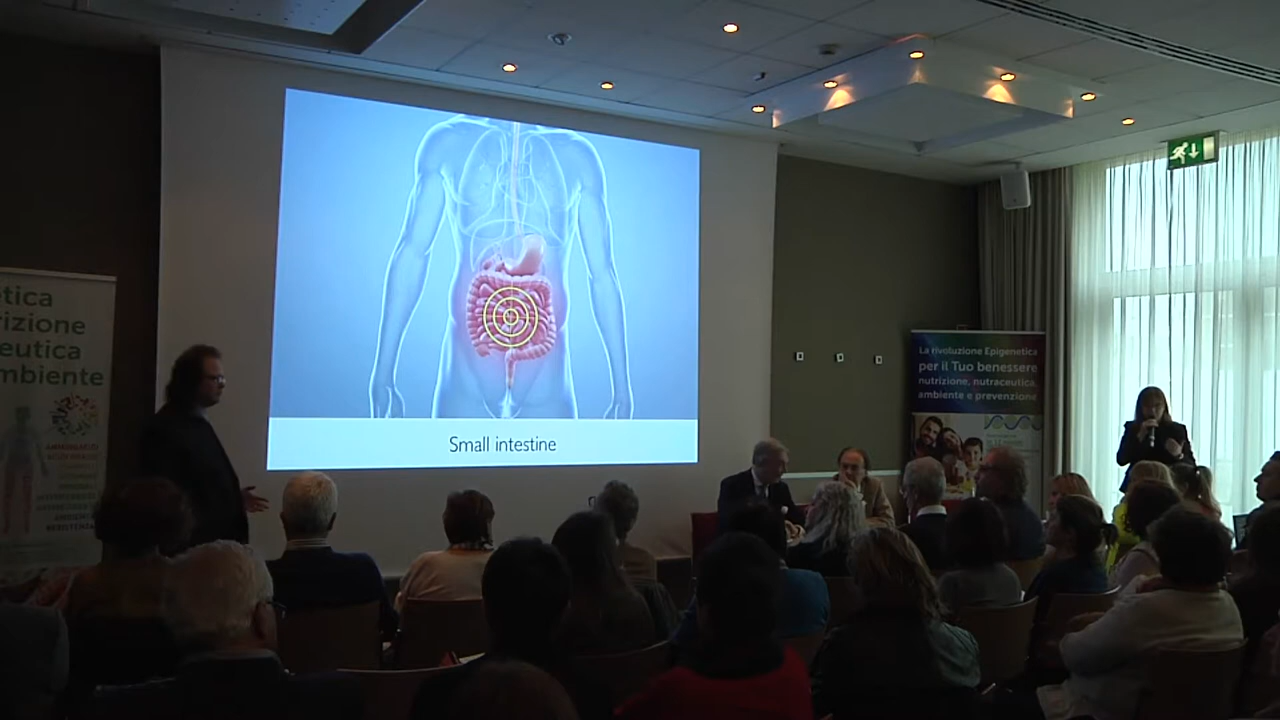 Small intestine
etica
rizione
eutica
mbiente
La rivoluzione Epigenetica
per il Tuo benessere
nutrizione, nutraceutica,
ambiente e prevenzione